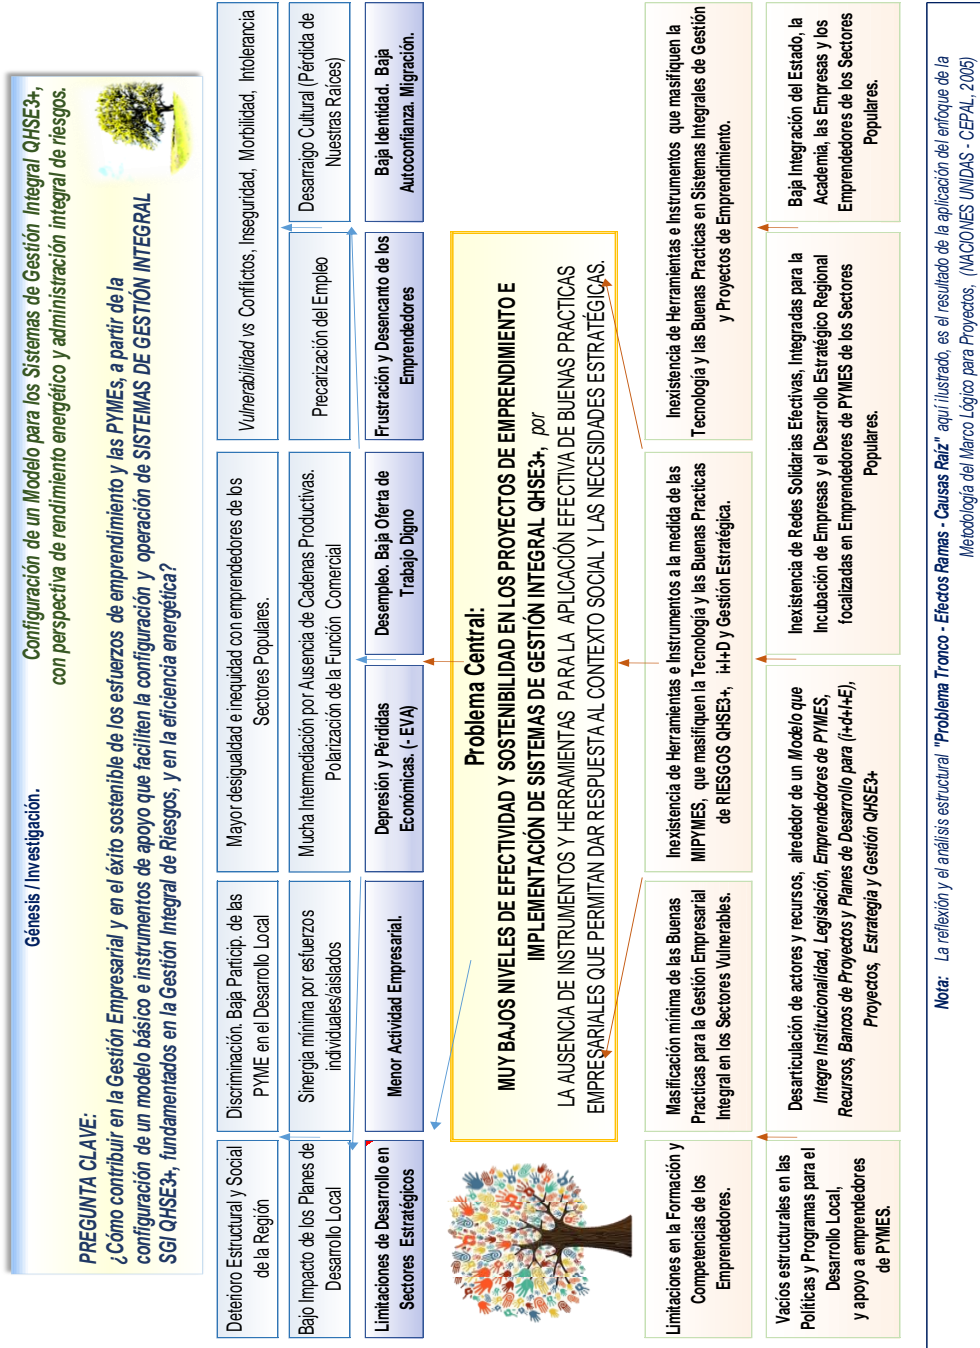 Génesis / Investigación.
Configuración de un Modelo para los Sistemas de Gestión Integral QHSE3+,
con perspectiva de rendimiento energético y administración integral de riesgos.
PREGUNTA CLAVE:
¿Cómo contribuir en la Gestión Empresarial y en el éxito sostenible de los esfuerzos de emprendimiento y las PYMEs, a partir de la
configuración de un modelo básico e instrumentos de apoyo que faciliten la configuración y operación de SISTEMAS DE GESTIÓN INTEGRAL
SGI QHSE3+, fundamentados en la Gestión Integral de Riesgos, y en la eficiencia energética?
Deterioro Estructural y Social
de la Región
Discriminación. Baja Particip. de las
PYME en el Desarrollo Local
Mayor desigualdad e inequidad con emprendedores de los
Sectores Populares.
Vulnerabilidad vs Conflictos, Inseguridad, Morbilidad, Intolerancia
Bajo Impacto de los Planes de
Desarrollo Local
Sinergia mínima por esfuerzos
individuales/aislados
Mucha Intermediación por Ausencia de Cadenas Productivas.
Polarización de la Función Comercial
Precarización del Empleo
Desarraigo Cultural (Pérdida de
Nuestras Raíces)
Limitaciones de Desarrollo en
Sectores Estratégicos
Menor Actividad Empresarial.
Depresión y Pérdidas
Económicas. (- EVA)
Desempleo. Baja Oferta de
Trabajo Digno
Frustración y Desencanto de los
Emprendedores
Baja Identidad. Baja
Autoconfianza. Migración.
Problema Central:
MUY BAJOS NIVELES DE EFECTIVIDAD Y SOSTENIBILIDAD EN LOS PROYECTOS DE EMPRENDIMIENTO E
IMPLEMENTACIÓN DE SISTEMAS DE GESTIÓN INTEGRAL QHSE3+, por
LA AUSENCIA DE INSTRUMENTOS Y HERRAMIENTAS PARA LA APLICACIÓN EFECTIVA DE BUENAS PRACTICAS
EMPRESARIALES QUE PERMITAN DAR RESPUESTA AL CONTEXTO SOCIAL Y LAS NECESIDADES ESTRATÉGICAS.
Limitaciones en la Formación y
Competencias de los
Emprendedores.
Masificación mínima de las Buenas
Practicas para la Gestión Empresarial
Integral en los Sectores Vulnerables.
Inexistencia de Herramientas e Instrumentos a la medida de las
MIPYMES, que masifiquen la Tecnología y las Buenas Practicas
de RIESGOS QHSE3+, i+I+D y Gestión Estratégica.
Inexistencia de Herramientas e Instrumentos que masifiquen la
Tecnología y las Buenas Practicas en Sistemas Integrales de Gestión
y Proyectos de Emprendimiento.
Vacíos estructurales en las
Políticas y Programas para el
Desarrollo Local,
y apoyo a emprendedores
de PYMES.
Desarticulación de actores y recursos, alrededor de un Modelo que
Integre Institucionalidad, Legislación, Emprendedores de PYMES,
Recursos, Bancos de Proyectos y Planes de Desarrollo para (i+d+I+E),
Proyectos, Estrategia y Gestión QHSE3+
Inexistencia de Redes Solidarias Efectivas, Integradas para la
Incubación de Empresas y el Desarrollo Estratégico Regional
focalizadas en Emprendedores de PYMES de los Sectores
Populares.
Baja Integración del Estado, la
Academia, las Empresas y los
Emprendedores de los Sectores
Populares.
Nota: La reflexión y el análisis estructural "Problema Tronco - Efectos Ramas - Causas Raíz" aquí ilustrado, es el resultado de la aplicación del enfoque de la
Metodología del Marco Lógico para Proyectos, (NACIONES UNIDAS - CEPAL, 2005)